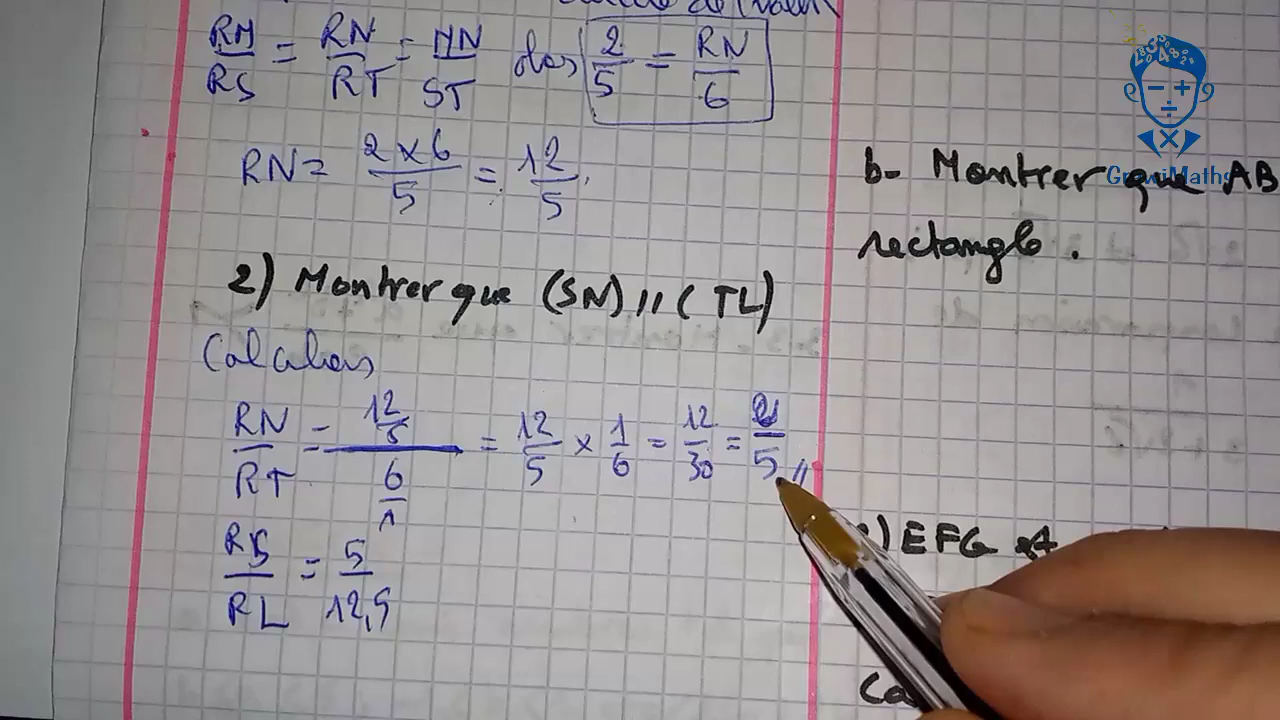 RM/RS = RN/RT = MN/ST donc 2/5 = RN/6
RN = 2 × 6/5 = 12/5
2) Montrer que (SN) // (TL)
Calculons
RN/RT = 12/5 / 6/1 = 12/5 × 1/6 = 12/30 = 2/5 //
RS/RL = 5/12,5
b- Montrer que AB
rectangle.
) EFG